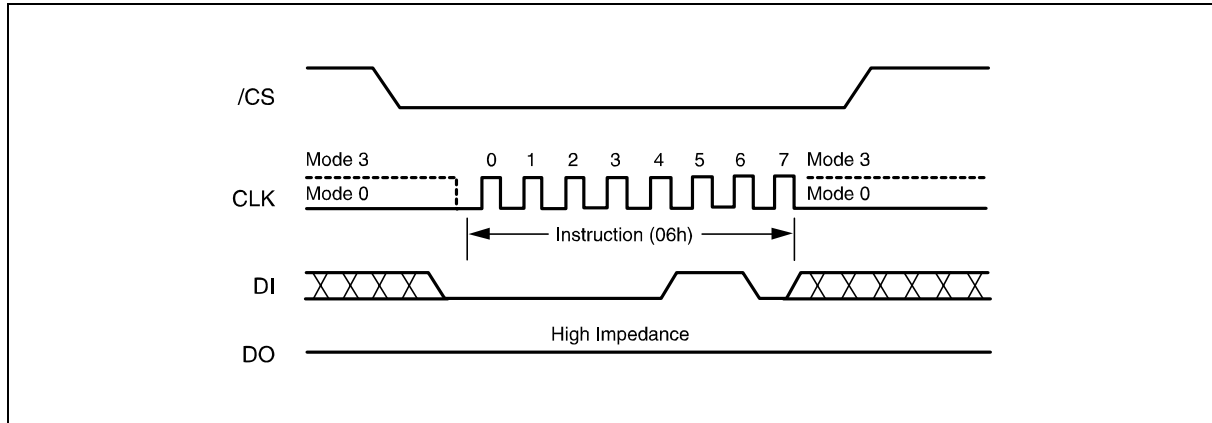 /CS
Mode 3 0 1 2 3 4 5 6 7 Mode 3
CLK Mode 0 Mode 0
Instruction (06h)
DI
High Impedance
DO